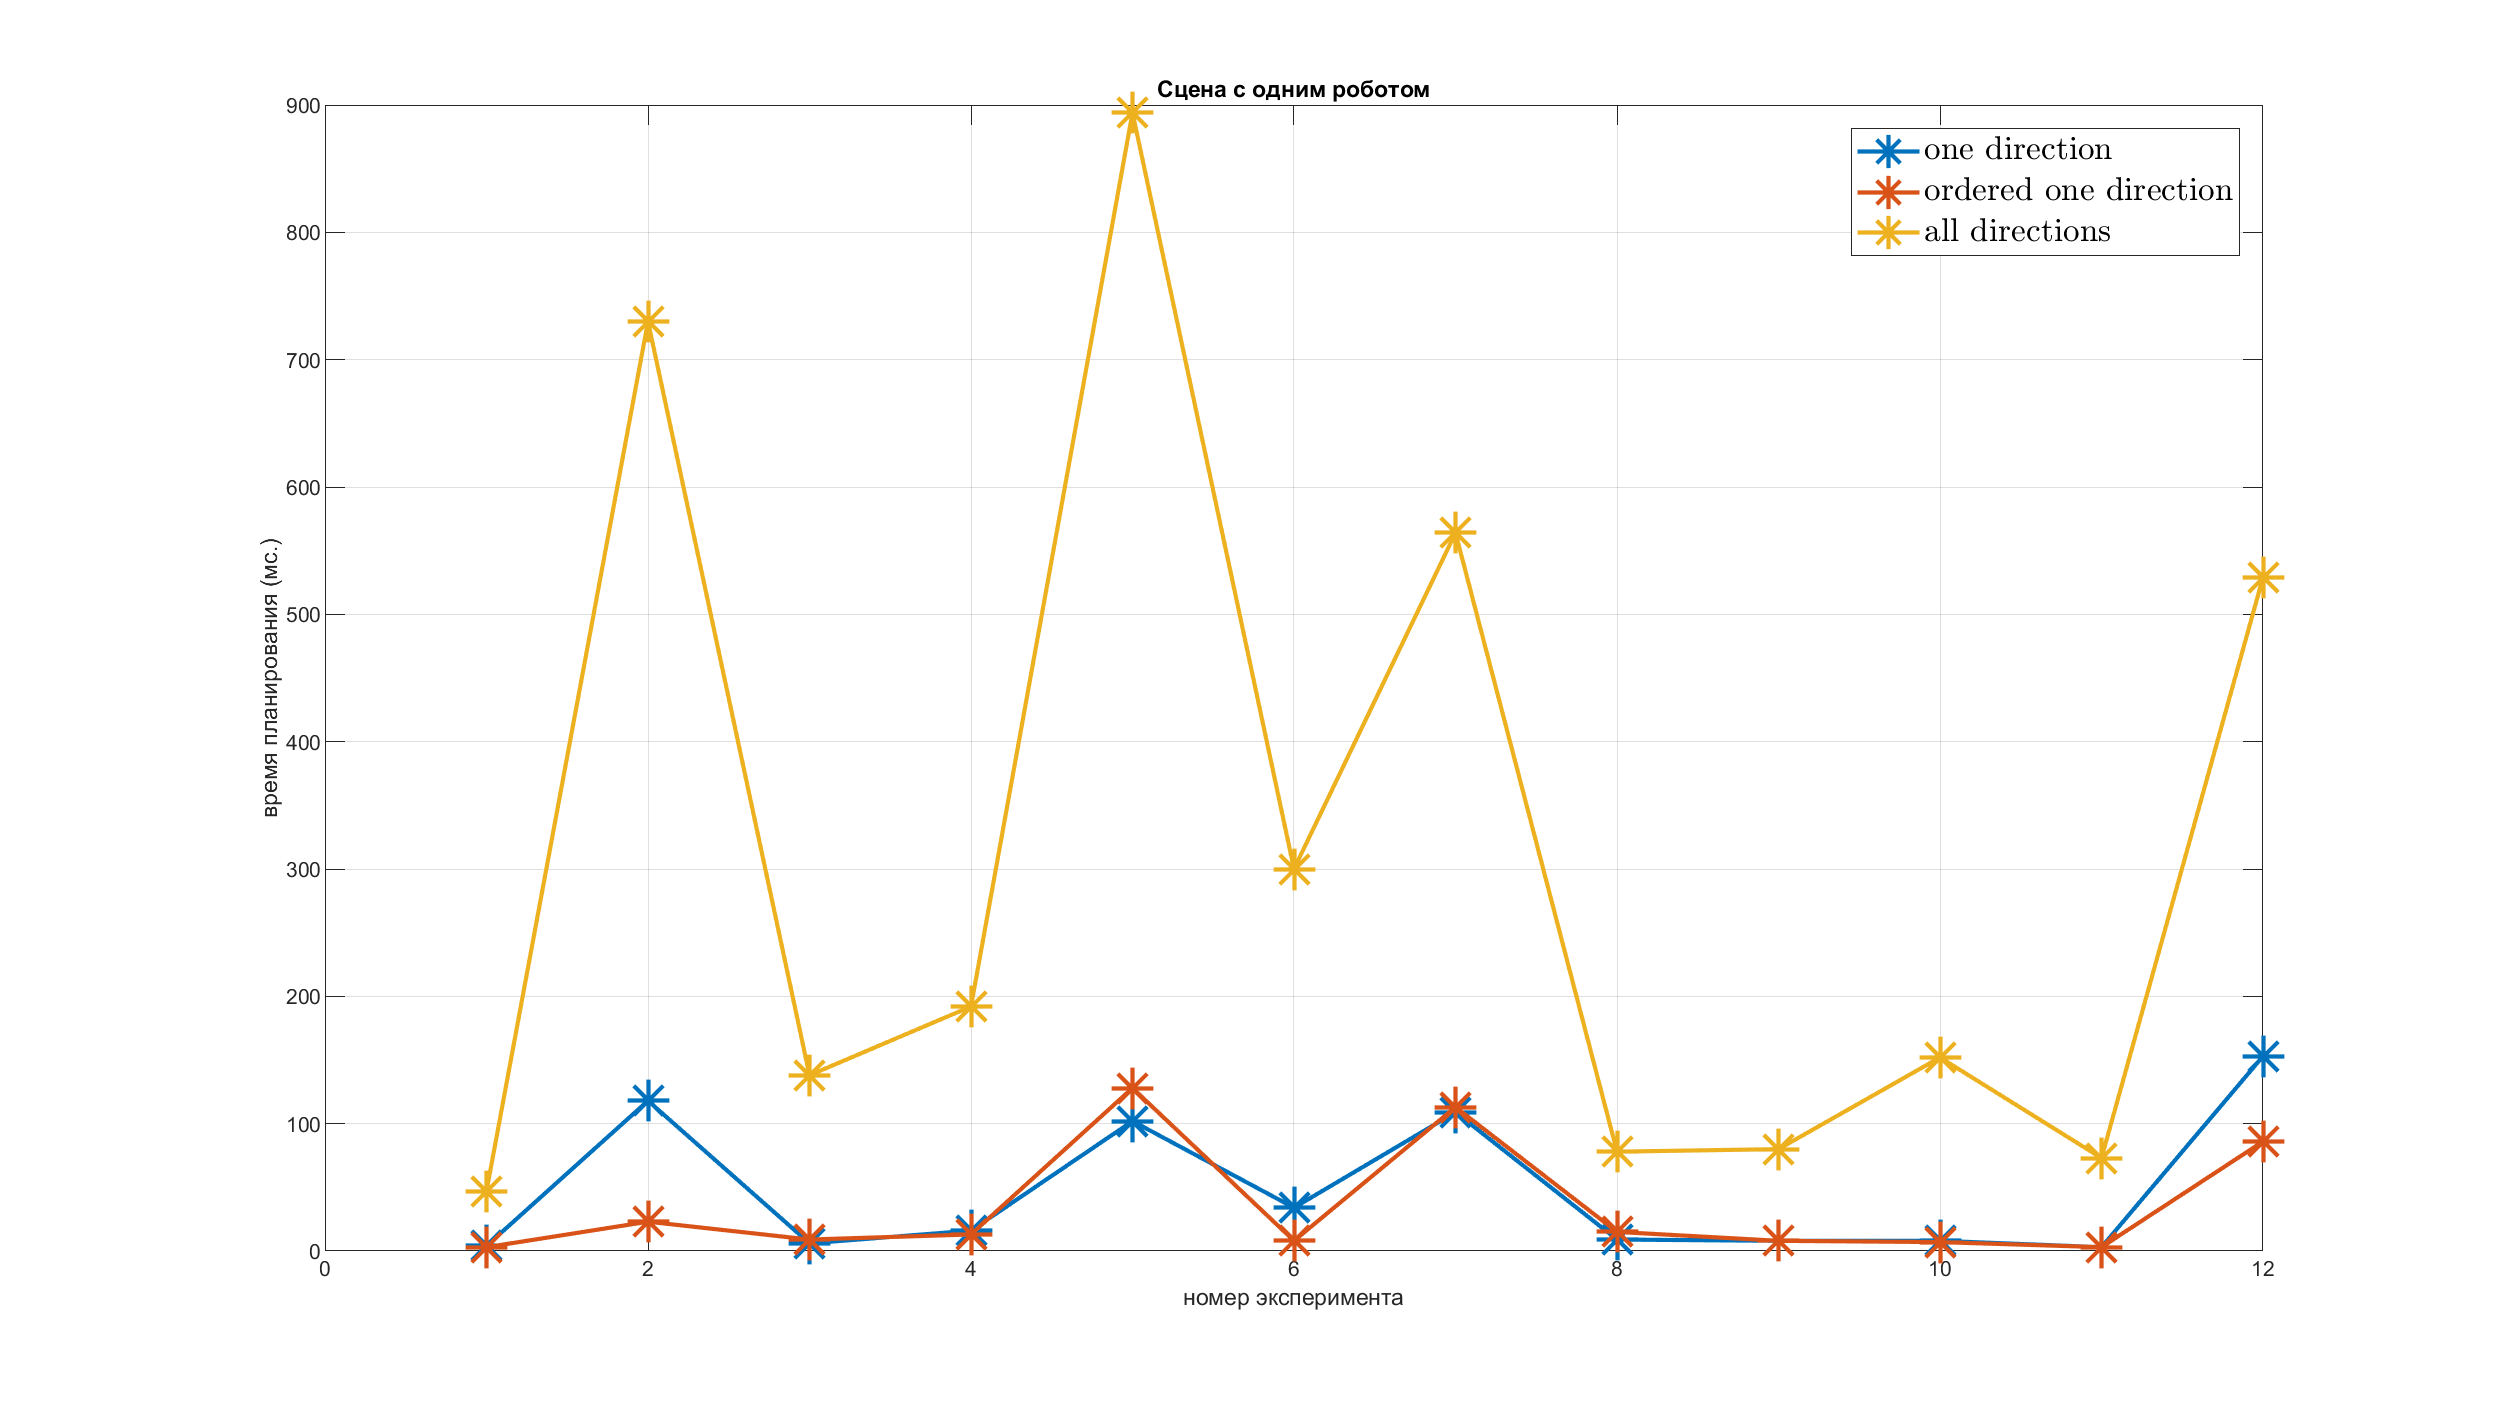 Сцена с одним роботом
900
800
700
600
500
400
300
200
100
0
время планирования (мс.)
one direction
ordered one direction
all directions
0 2 4 6 8 10 12
номер эксперимента